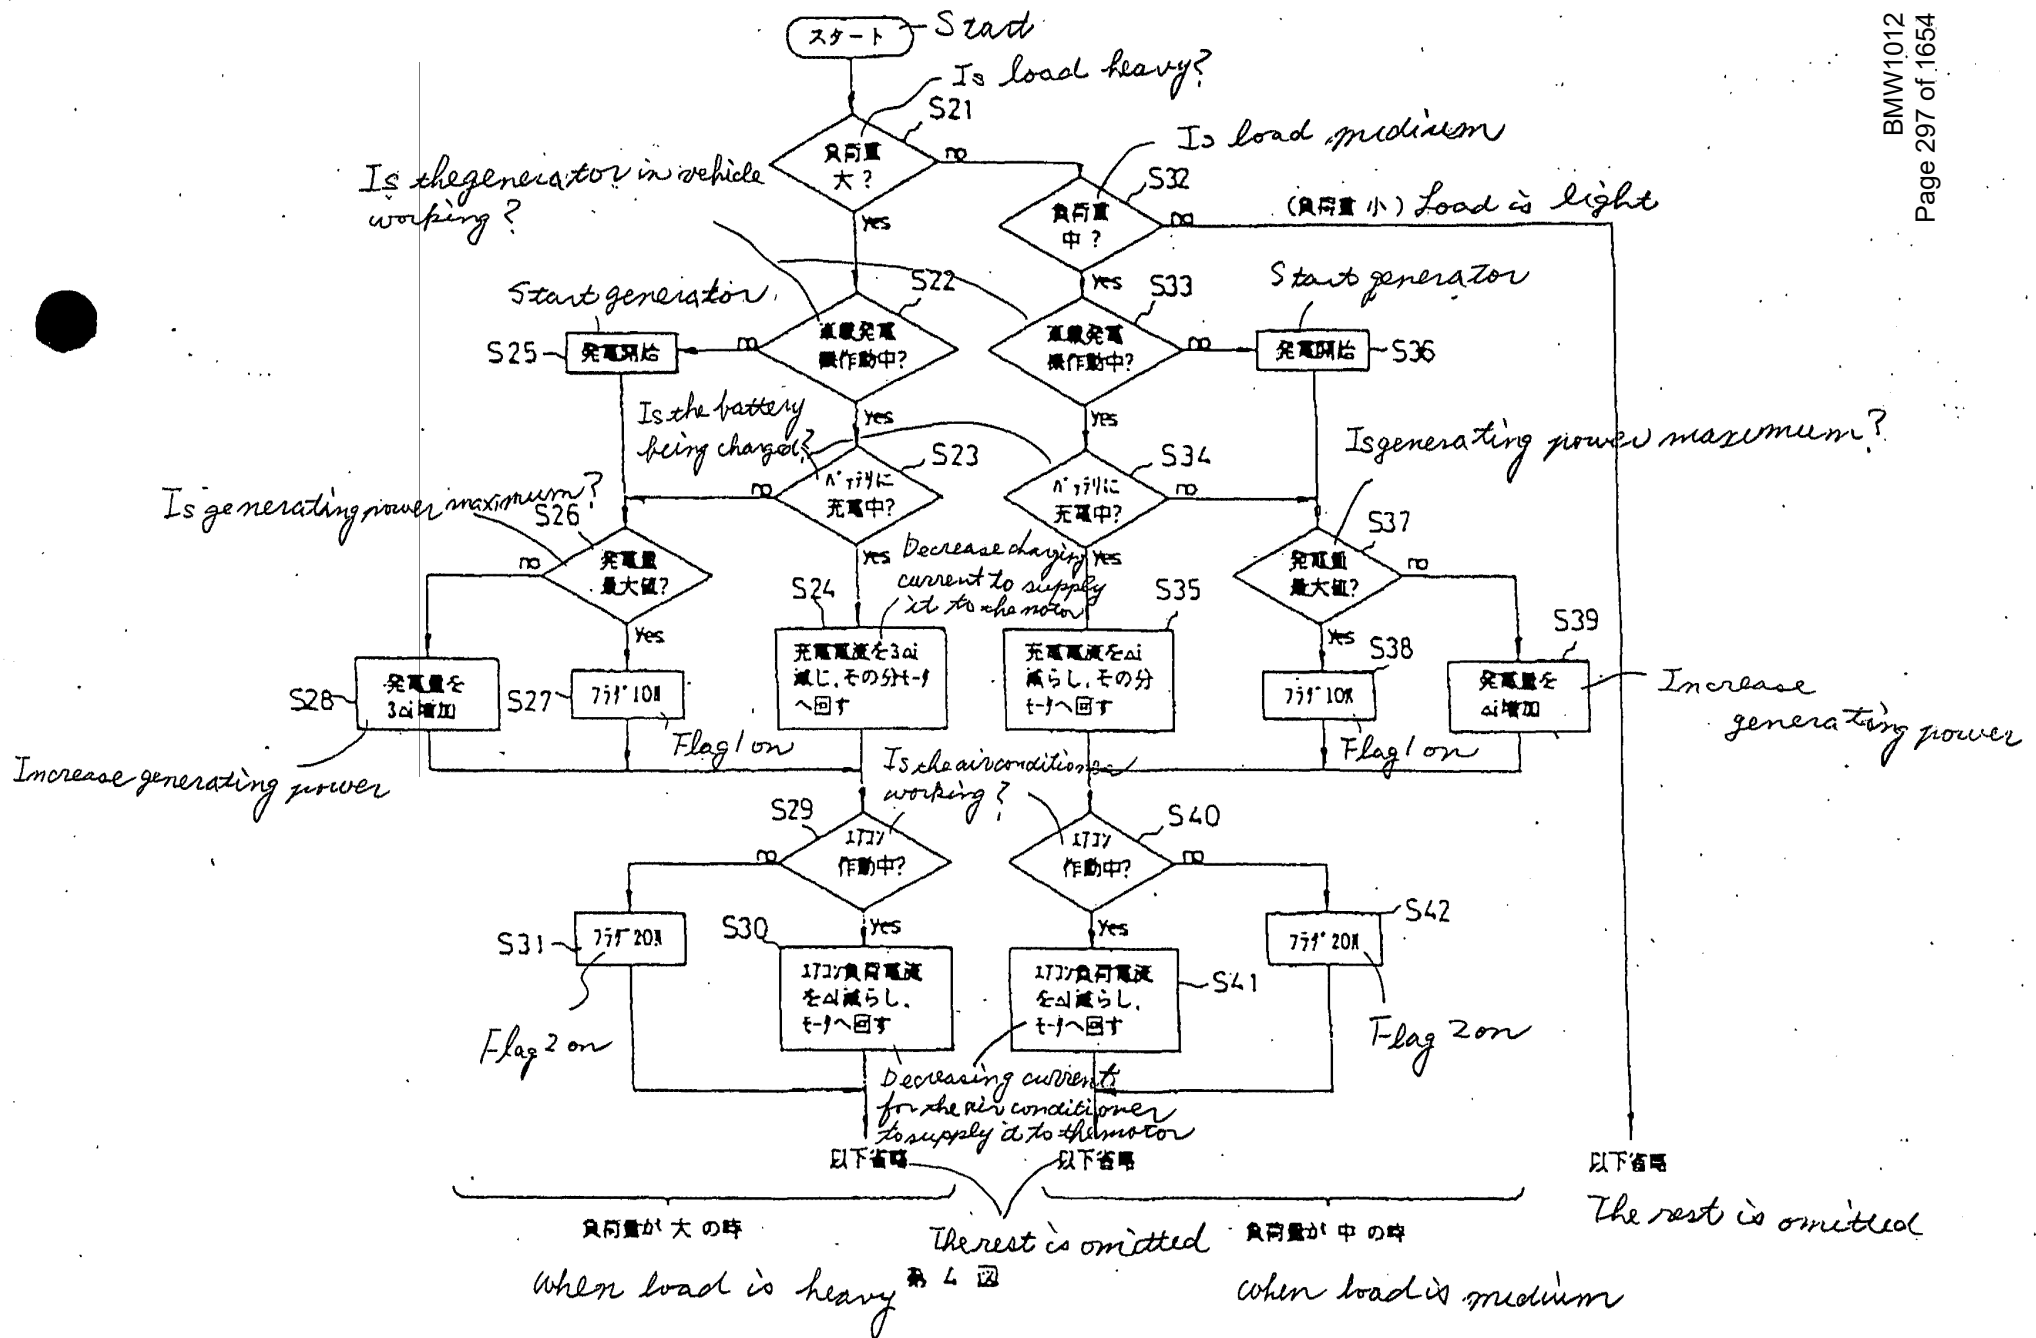 BMW1012
Page 297 of 1654
スタート
Start
Is load heavy?
S21
負荷量
大?
no
Yes
Is load medium
S32
負荷量
中?
no
Yes
(負荷量 小) Load is light
Is the generator in vehicle
working?
S22
車載発電
機作動中?
no
Yes
Start generator
S25
発電開始
S33
車載発電
機作動中?
no
Yes
Start generator
発電開始
S36
Is the battery
being charged?
S23
バッテリに
充電中?
no
Yes
S34
バッテリに
充電中?
no
Yes
Is generating power maximum?
S26
発電量
最大値?
no
Yes
Is generating power maximum?
S37
発電量
最大値?
no
Yes
Decrease charging
current to supply
it to the motor
S24
充電電流を3Δi
減じ、その分モータ
へ回す
S35
充電電流をΔi
減らし、その分
モータへ回す
S28
発電量を
3Δi増加
Increase generating power
S27
フラグ1ON
Flag 1 on
S38
フラグ1ON
Flag 1 on
S39
発電量を
Δi増加
Increase
generating power
Is the air conditioner
working?
S29
エアコン
作動中?
no
Yes
S40
エアコン
作動中?
no
Yes
S31
フラグ2ON
Flag 2 on
S30
エアコン負荷電流
をΔi減らし、
モータへ回す
S41
エアコン負荷電流
をΔi減らし、
モータへ回す
S42
フラグ2ON
Flag 2 on
Decreasing currents
for the air conditioner
to supply it to the motor
以下省略
以下省略
以下省略
The rest is omitted
The rest is omitted
負荷量が 大 の時
when load is heavy
負荷量が 中 の時
when load is medium
第 4 図